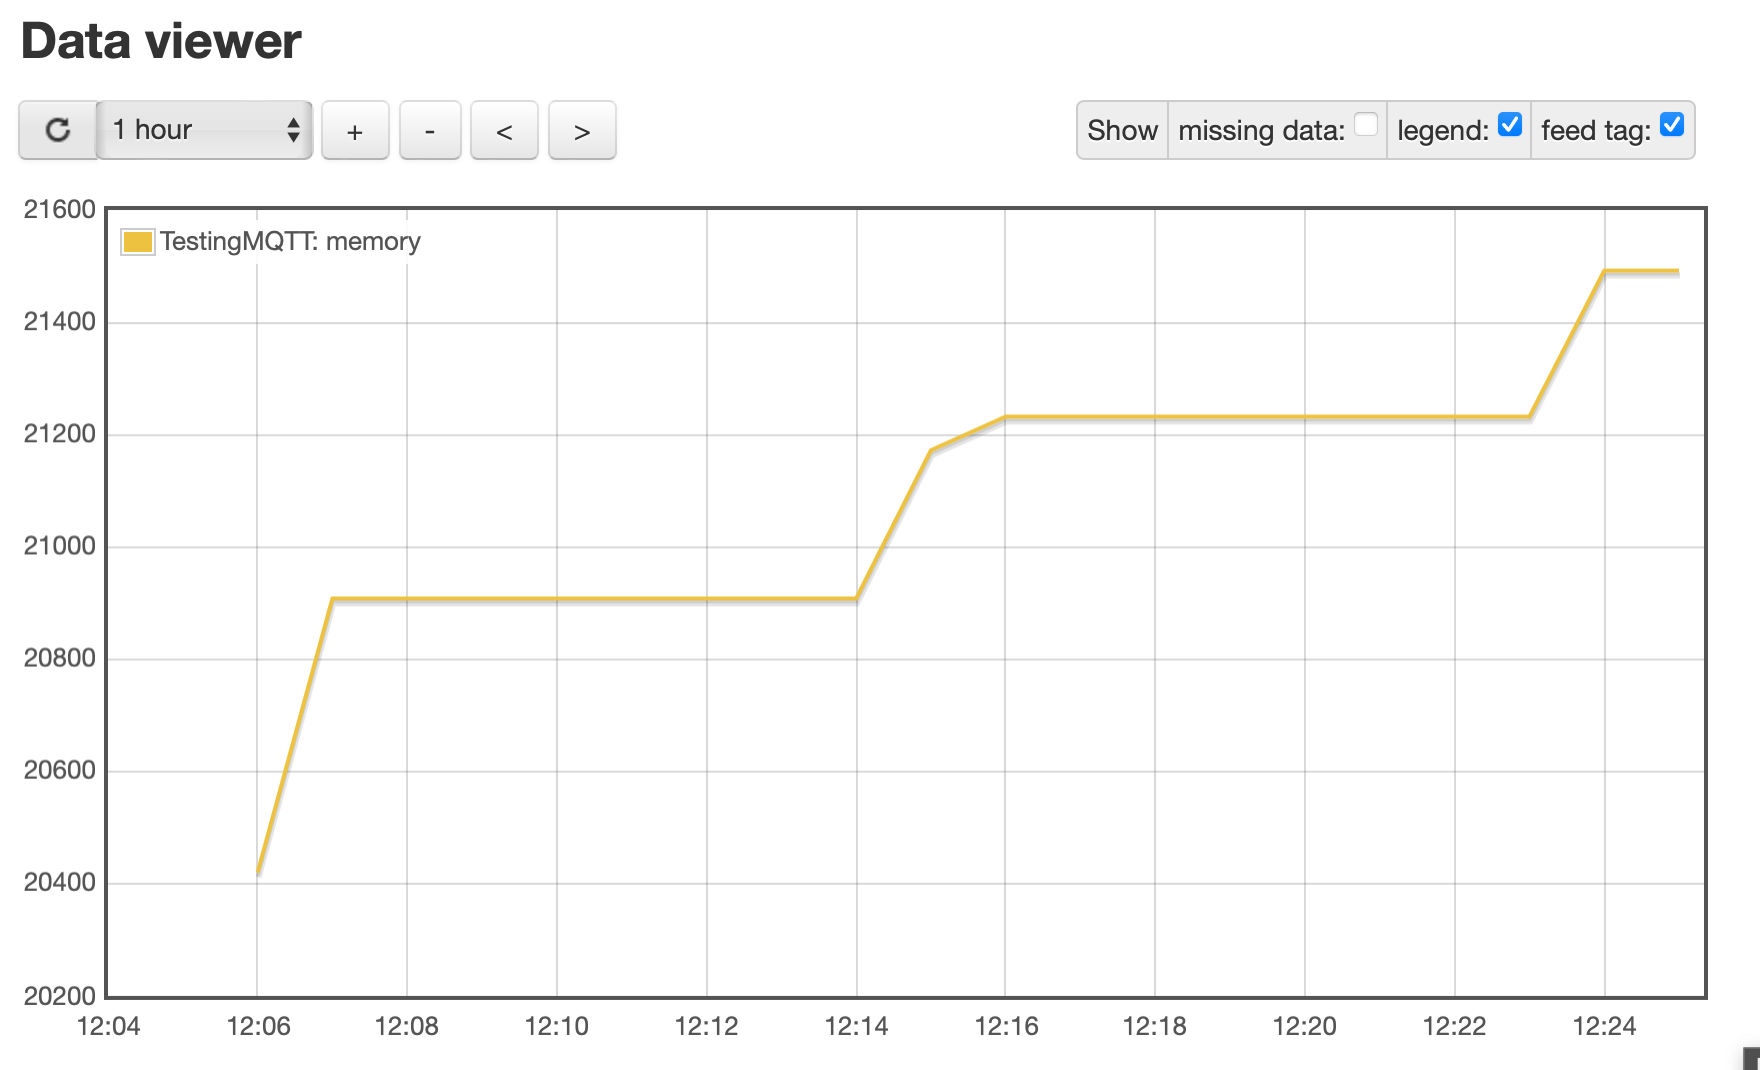 Data viewer
1 hour + - < > Show missing data: legend: feed tag:
21600
TestingMQTT: memory
21400
21200
21000
20800
20600
20400
20200
12:04 12:06 12:08 12:10 12:12 12:14 12:16 12:18 12:20 12:22 12:24